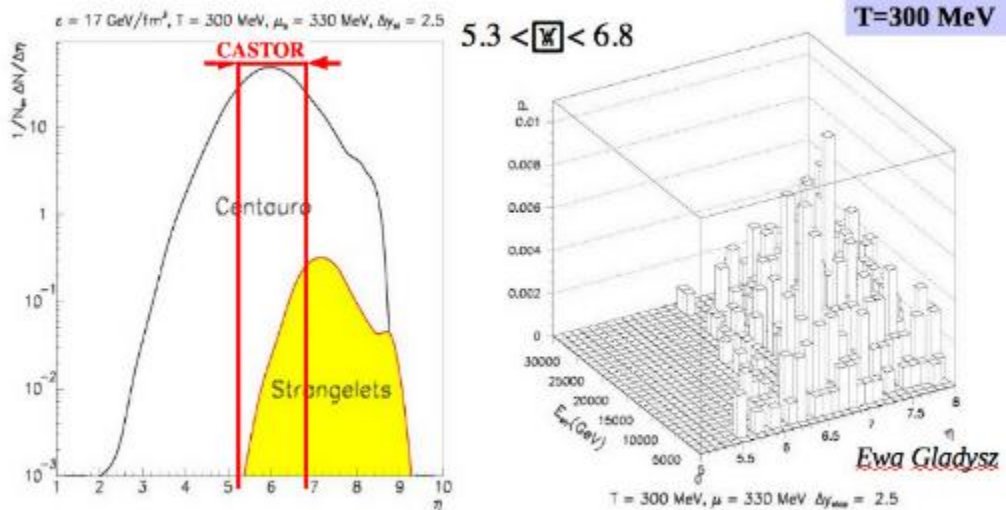 ε = 17 GeV/fm³, T = 300 MeV, μ_b = 330 MeV, Δy_st = 2.5
CASTOR
5.3 < < 6.8
T=300 MeV
1/N_ev ΔN/Δη
10
1
10⁻¹
10⁻²
10⁻³
Centauro
Strangelets
1 2 3 4 5 6 7 8 9 10
η
P
0.01
0.008
0.006
0.004
0.002
0
30000
25000
20000
15000
10000
5000
(GeV)
5.5
6
6.5
7
7.5
8
η
Ewa Gladysz
T = 300 MeV, μ = 330 MeV Δy_stop = 2.5